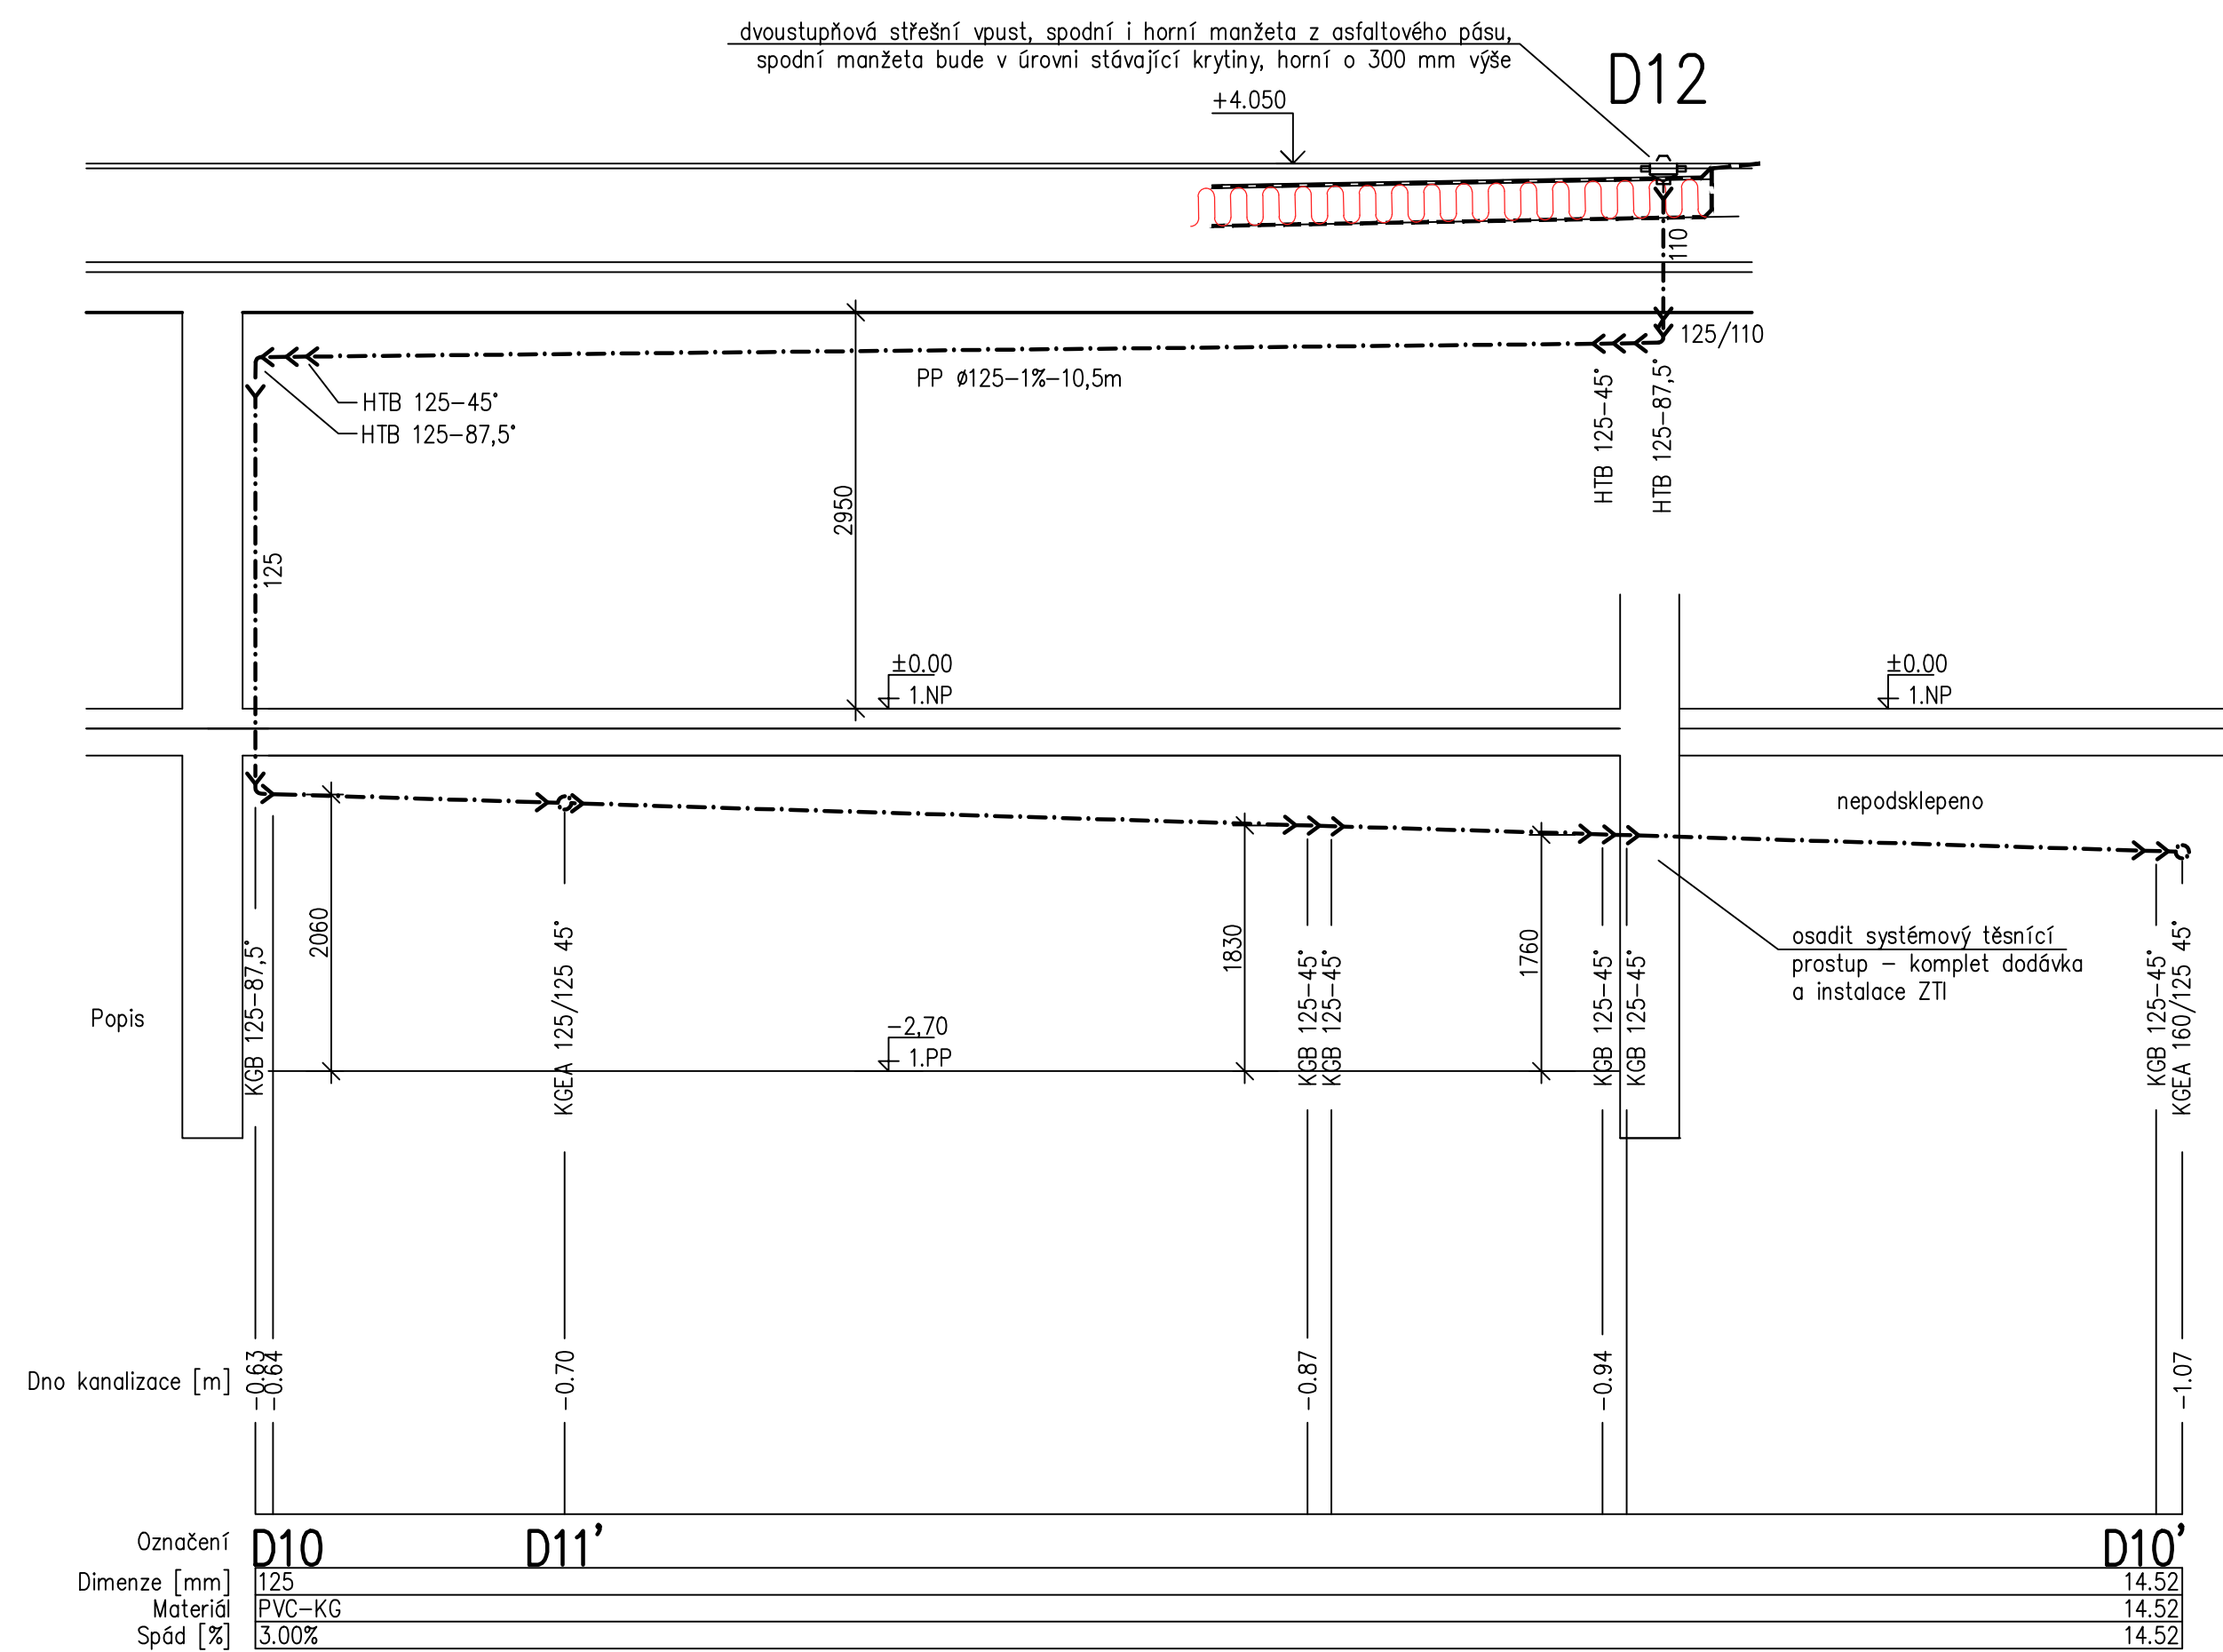 dvoustupňová střešní vpust, spodní i horní manžeta z asfaltového pásu,
spodní manžeta bude v úrovni stávající krytiny, horní o 300 mm výše
D12
+4.050
110
125/110
PP ø125-1%-10,5m
HTB 125-45°
HTB 125-87,5°
HTB 125-45°
HTB 125-87,5°
2950
125
±0.00
1.NP
±0.00
1.NP
nepodsklepeno
2060
1830
1760
osadit systémový těsnící
prostup – komplet dodávka
a instalace ZTI
Popis
KGB 125-87,5°
KGEA 125/125 45°
-2,70
1.PP
KGB 125-45°
KGB 125-45°
KGB 125-45°
KGB 125-45°
KGB 125-45°
KGEA 160/125 45°
Dno kanalizace [m]
-0.63
-0.64
-0.70
-0.87
-0.94
-1.07
Označení
D10
D11'
D10'
Dimenze [mm]
125
14.52
Materiál
PVC-KG
14.52
Spád [%]
3.00%
14.52